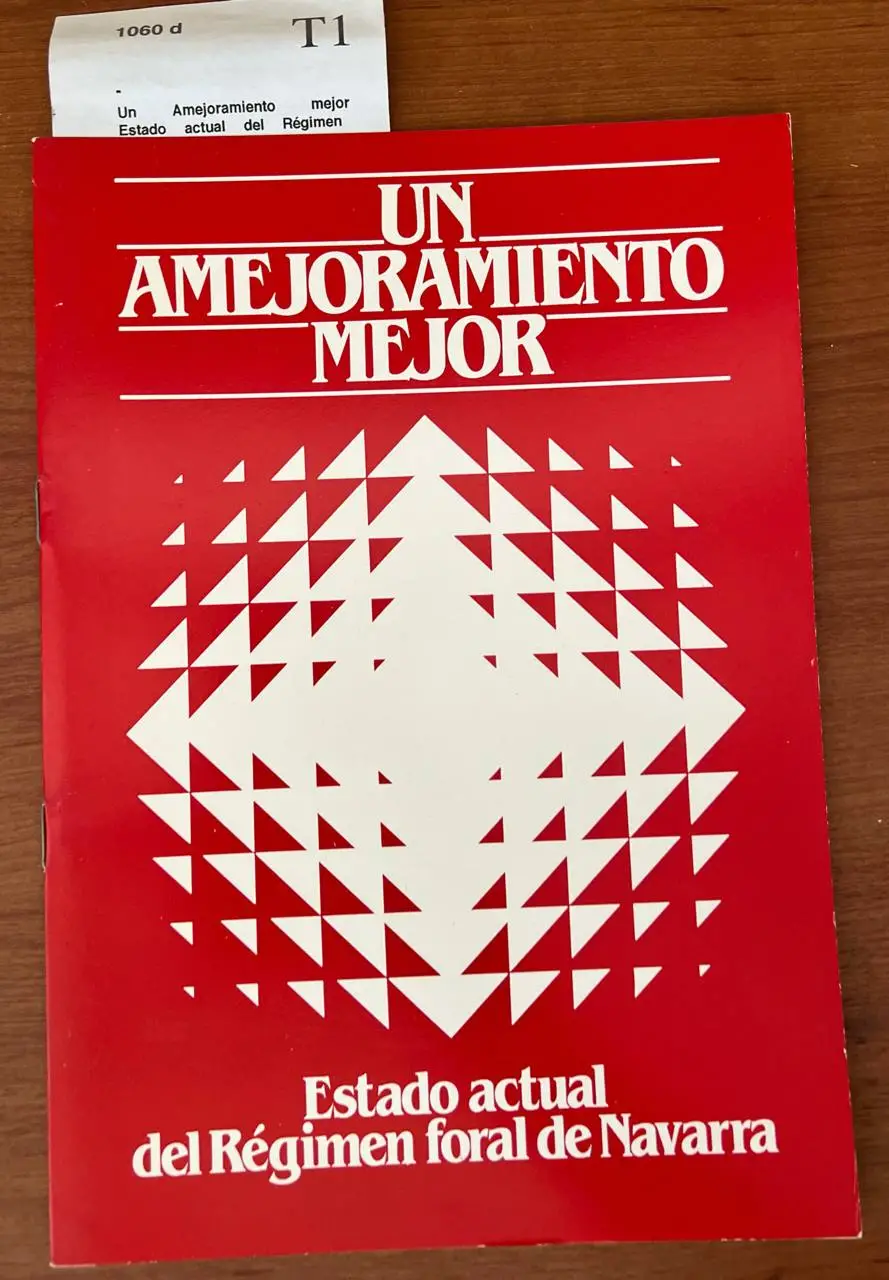 1060 d T1
-
Un Amejoramiento mejor
Estado actual del Régimen
UN
AMEJORAMIENTO
MEJOR
Estado actual
del Régimen foral de Navarra